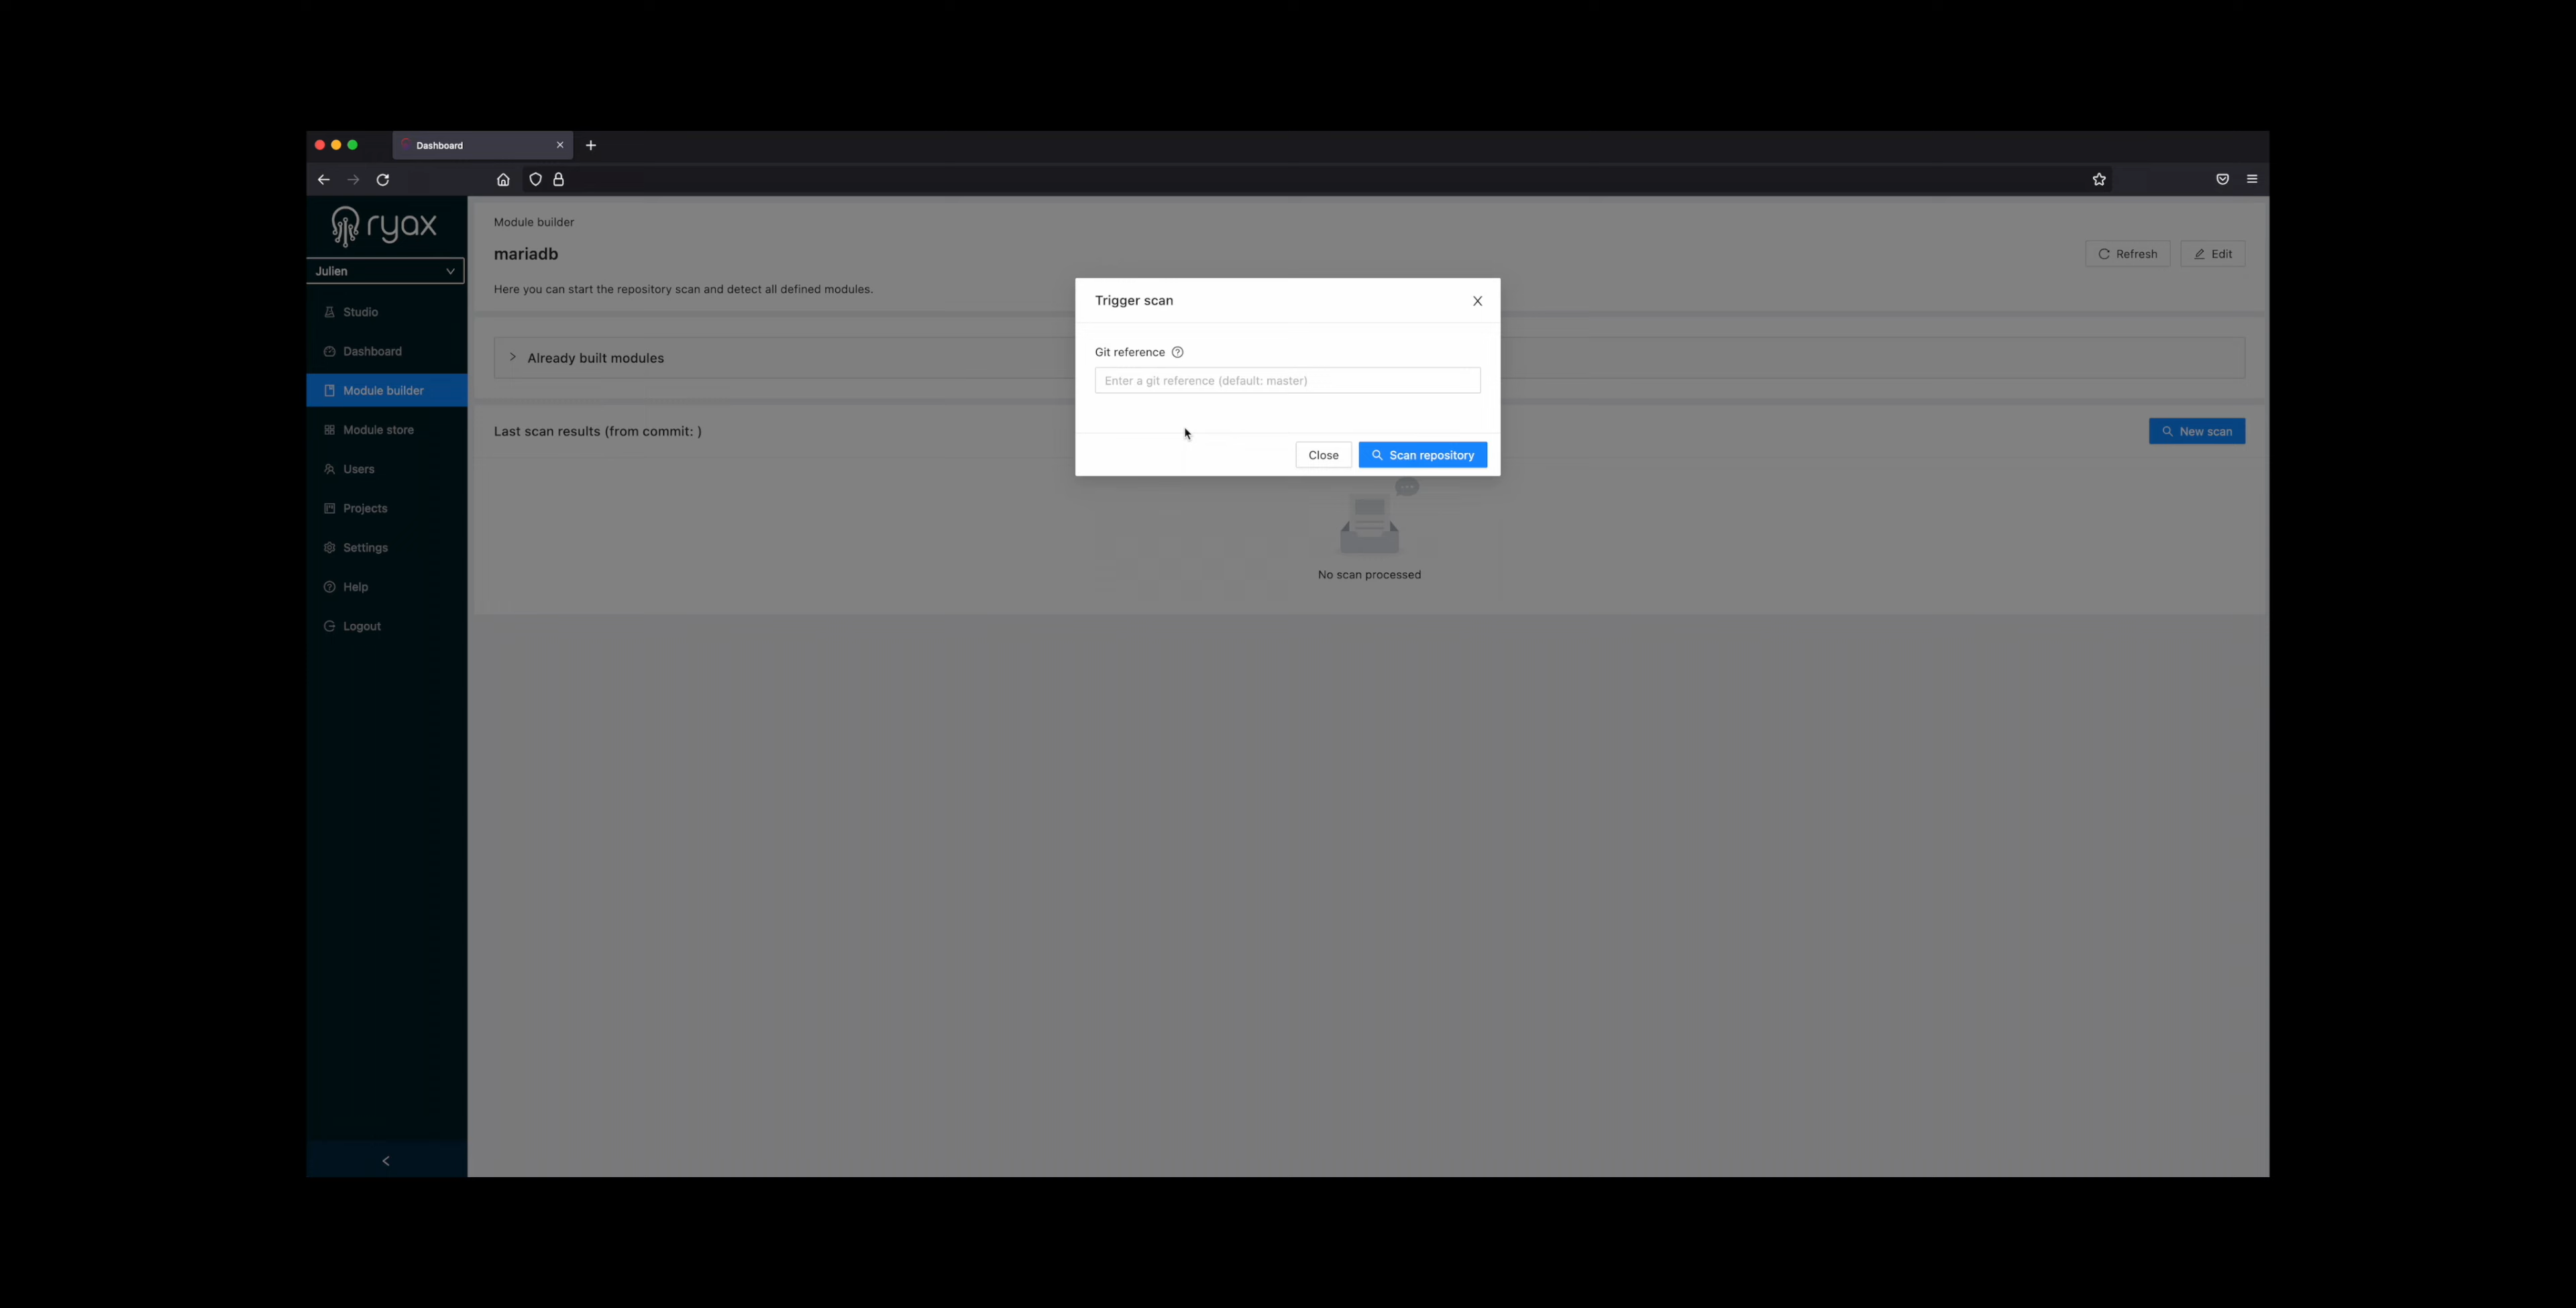 Dashboard
ryax
Julien
Studio
Dashboard
Module builder
Module store
Users
Projects
Settings
Help
Logout
Module builder
mariadb
Refresh
Edit
Here you can start the repository scan and detect all defined modules.
Already built modules
Last scan results (from commit: )
New scan
No scan processed
Trigger scan
Git reference
Enter a git reference (default: master)
Close
Scan repository